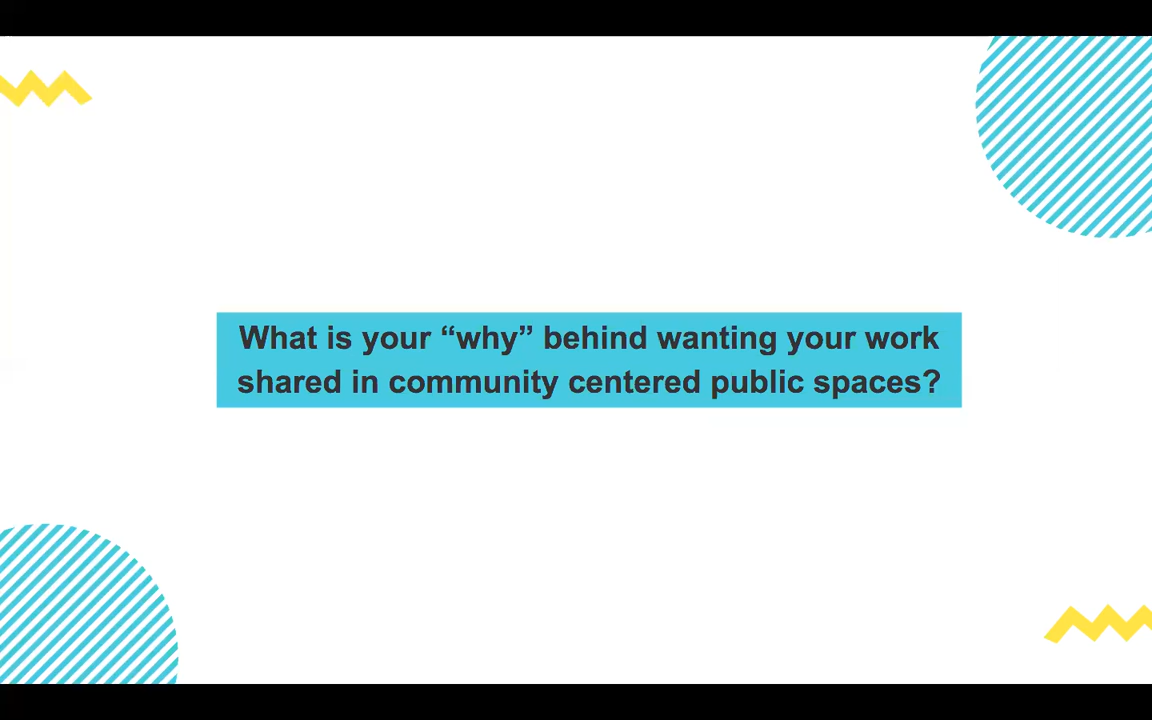 What is your “why” behind wanting your work
shared in community centered public spaces?